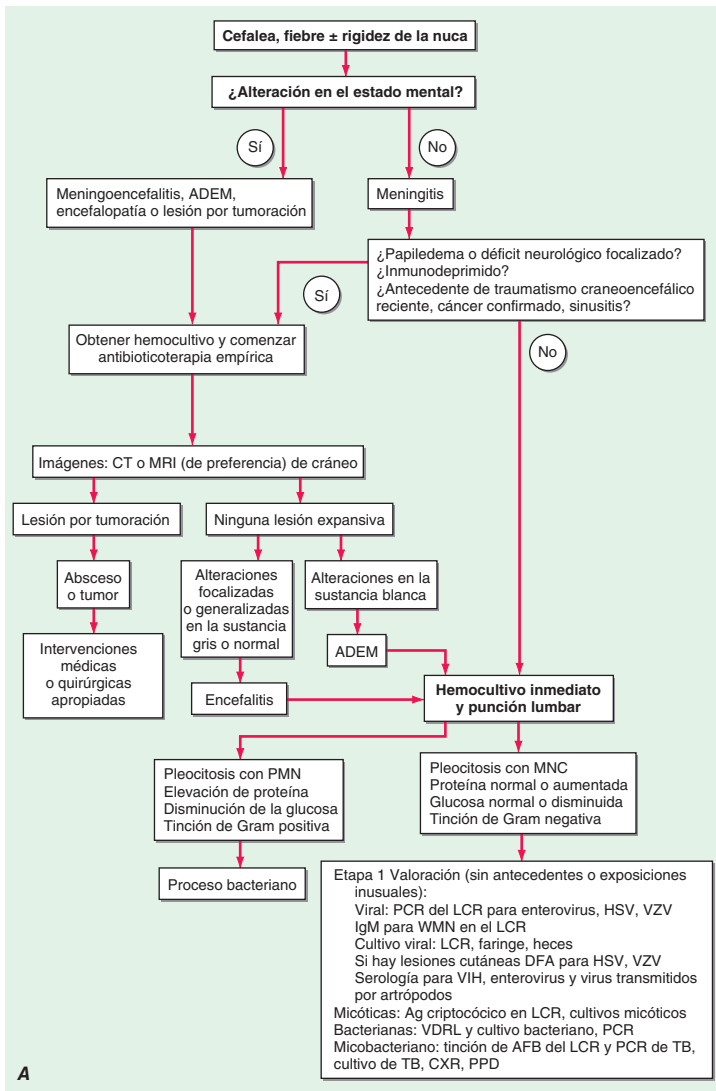 Cefalea, fiebre ± rigidez de la nuca
¿Alteración en el estado mental?
Sí
No
Meningoencefalitis, ADEM,
encefalopatía o lesión por tumoración
Meningitis
¿Papiledema o déficit neurológico focalizado?
¿Inmunodeprimido?
¿Antecedente de traumatismo craneoencefálico
reciente, cáncer confirmado, sinusitis?
Sí
No
Obtener hemocultivo y comenzar
antibioticoterapia empírica
Imágenes: CT o MRI (de preferencia) de cráneo
Lesión por tumoración
Ninguna lesión expansiva
Absceso
o tumor
Alteraciones
focalizadas
o generalizadas
en la sustancia
gris o normal
Alteraciones en la
sustancia blanca
Intervenciones
médicas
o quirúrgicas
apropiadas
ADEM
Encefalitis
Hemocultivo inmediato
y punción lumbar
Pleocitosis con PMN
Elevación de proteína
Disminución de la glucosa
Tinción de Gram positiva
Pleocitosis con MNC
Proteína normal o aumentada
Glucosa normal o disminuida
Tinción de Gram negativa
Proceso bacteriano
Etapa 1 Valoración (sin antecedentes o exposiciones
inusuales):
Viral: PCR del LCR para enterovirus, HSV, VZV
IgM para WMN en el LCR
Cultivo viral: LCR, faringe, heces
Si hay lesiones cutáneas DFA para HSV, VZV
Serología para VIH, enterovirus y virus transmitidos
por artrópodos
Micóticas: Ag criptocócico en LCR, cultivos micóticos
Bacterianas: VDRL y cultivo bacteriano, PCR
Micobacteriano: tinción de AFB del LCR y PCR de TB,
cultivo de TB, CXR, PPD
A